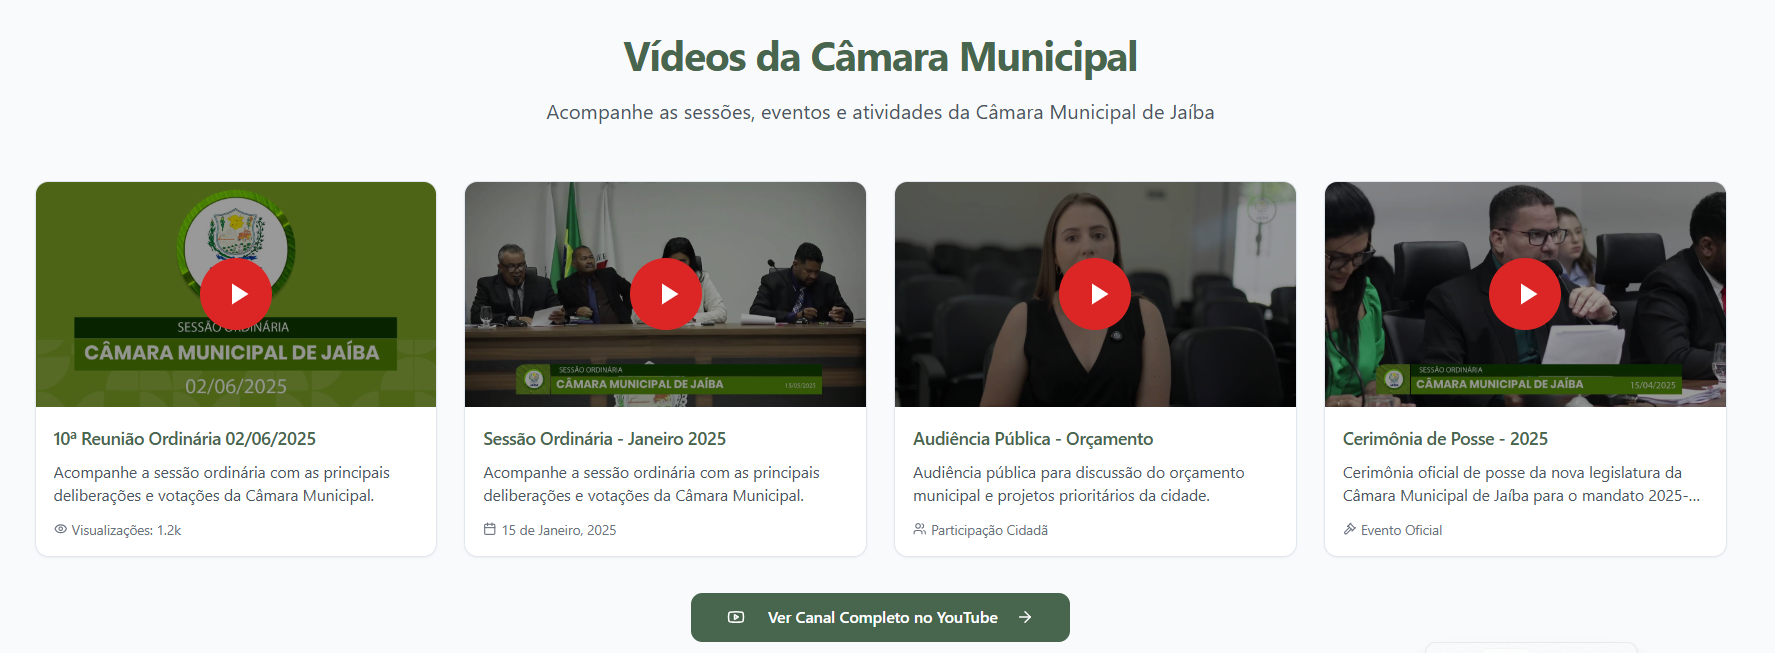 Vídeos da Câmara Municipal
Acompanhe as sessões, eventos e atividades da Câmara Municipal de Jaíba
SESSÃO ORDINÁRIA
CÂMARA MUNICIPAL DE JAÍBA
02/06/2025
10ª Reunião Ordinária 02/06/2025
Acompanhe a sessão ordinária com as principais
deliberações e votações da Câmara Municipal.
Visualizações: 1.2k
SESSÃO ORDINÁRIA
CÂMARA MUNICIPAL DE JAÍBA
Sessão Ordinária - Janeiro 2025
Acompanhe a sessão ordinária com as principais
deliberações e votações da Câmara Municipal.
15 de Janeiro, 2025
Audiência Pública - Orçamento
Audiência pública para discussão do orçamento
municipal e projetos prioritários da cidade.
Participação Cidadã
SESSÃO ORDINÁRIA
CÂMARA MUNICIPAL DE JAÍBA
15/04/2025
Cerimônia de Posse - 2025
Cerimônia oficial de posse da nova legislatura da
Câmara Municipal de Jaíba para o mandato 2025-...
Evento Oficial
Ver Canal Completo no YouTube